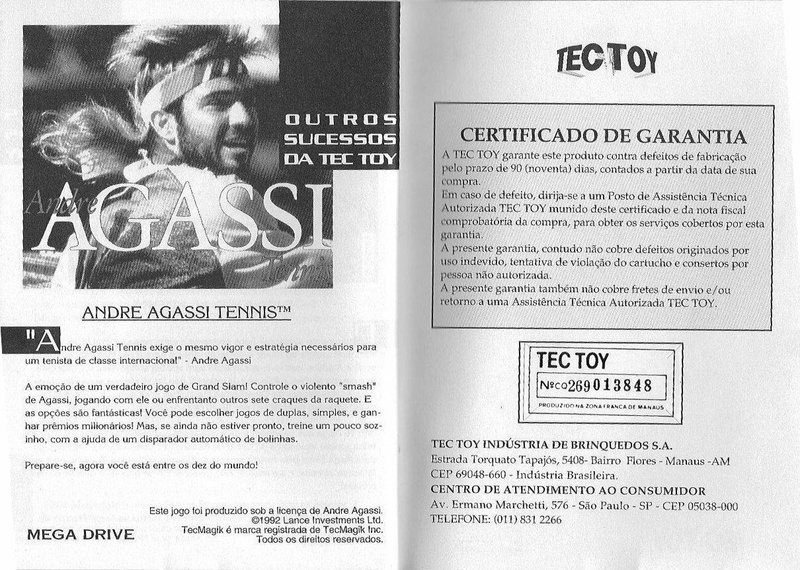 OUTROS
SUCESSOS
DA TEC TOY
Andre
AGASSI
ANDRE AGASSI TENNIS™
"Andre Agassi Tennis exige o mesmo vigor e estratégia necessários para
um tenista de classe internacional" - Andre Agassi
A emoção de um verdadeiro jogo de Grand Slam! Controle o violento "smash"
de Agassi, jogando com ele ou enfrentanto outros sete craques da raquete. E
as opções são fantásticas! Você pode escolher jogos de duplas, simples, e gan-
har prêmios milionários! Mas, se ainda não estiver pronto, treine um pouco soz-
inho, com a ajuda de um disparador automático de bolinhas.
Prepare-se, agora você está entre os dez do mundo!
Este jogo foi produzido sob a licença de Andre Agassi.
©1992 Lance Investments Ltd.
TecMagik é marca registrada de TecMagik Inc.
Todos os direitos reservados.
MEGA DRIVE
TEC TOY
CERTIFICADO DE GARANTIA
A TEC TOY garante este produto contra defeitos de fabricação
pelo prazo de 90 (noventa) dias, contados a partir da data de sua
compra.
Em caso de defeito, dirija-se a um Posto de Assistência Técnica
Autorizada TEC TOY munido deste certificado e da nota fiscal
comprobatória da compra, para obter os serviços cobertos por esta
garantia.
A presente garantia, contudo não cobre defeitos originados por
uso indevido, tentativa de violação do cartucho e consertos por
pessoa não autorizada.
A presente garantia também não cobre fretes de envio e/ou
retorno a uma Assistência Técnica Autorizada TEC TOY.
TEC TOY
Nº CQ 269013848
PRODUZIDO NA ZONA FRANCA DE MANAUS
TEC TOY INDÚSTRIA DE BRINQUEDOS S.A.
Estrada Torquato Tapajós, 5408- Bairro Flores - Manaus -AM
CEP 69048-660 - Indústria Brasileira.
CENTRO DE ATENDIMENTO AO CONSUMIDOR
Av. Ermano Marchetti, 576 - São Paulo - SP - CEP 05038-000
TELEFONE: (011) 831 2266